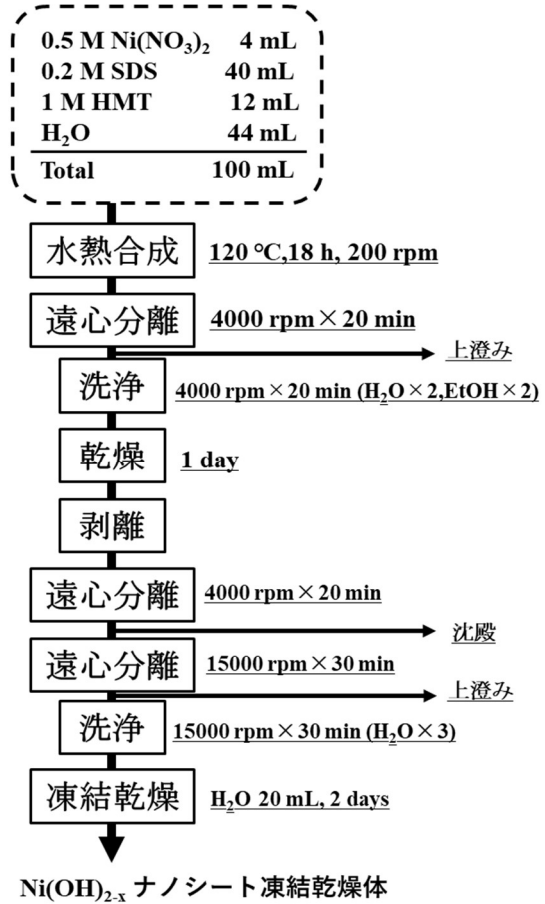 0.5 M Ni(NO3)2 4 mL
0.2 M SDS 40 mL
1 M HMT 12 mL
H2O 44 mL
Total 100 mL
水熱合成 120 ℃,18 h, 200 rpm
遠心分離 4000 rpm×20 min
上澄み
洗浄 4000 rpm×20 min (H2O×2,EtOH×2)
乾燥 1 day
剥離
遠心分離 4000 rpm×20 min
沈殿
遠心分離 15000 rpm×30 min
上澄み
洗浄 15000 rpm×30 min (H2O×3)
凍結乾燥 H2O 20 mL, 2 days
Ni(OH)2-x ナノシート凍結乾燥体